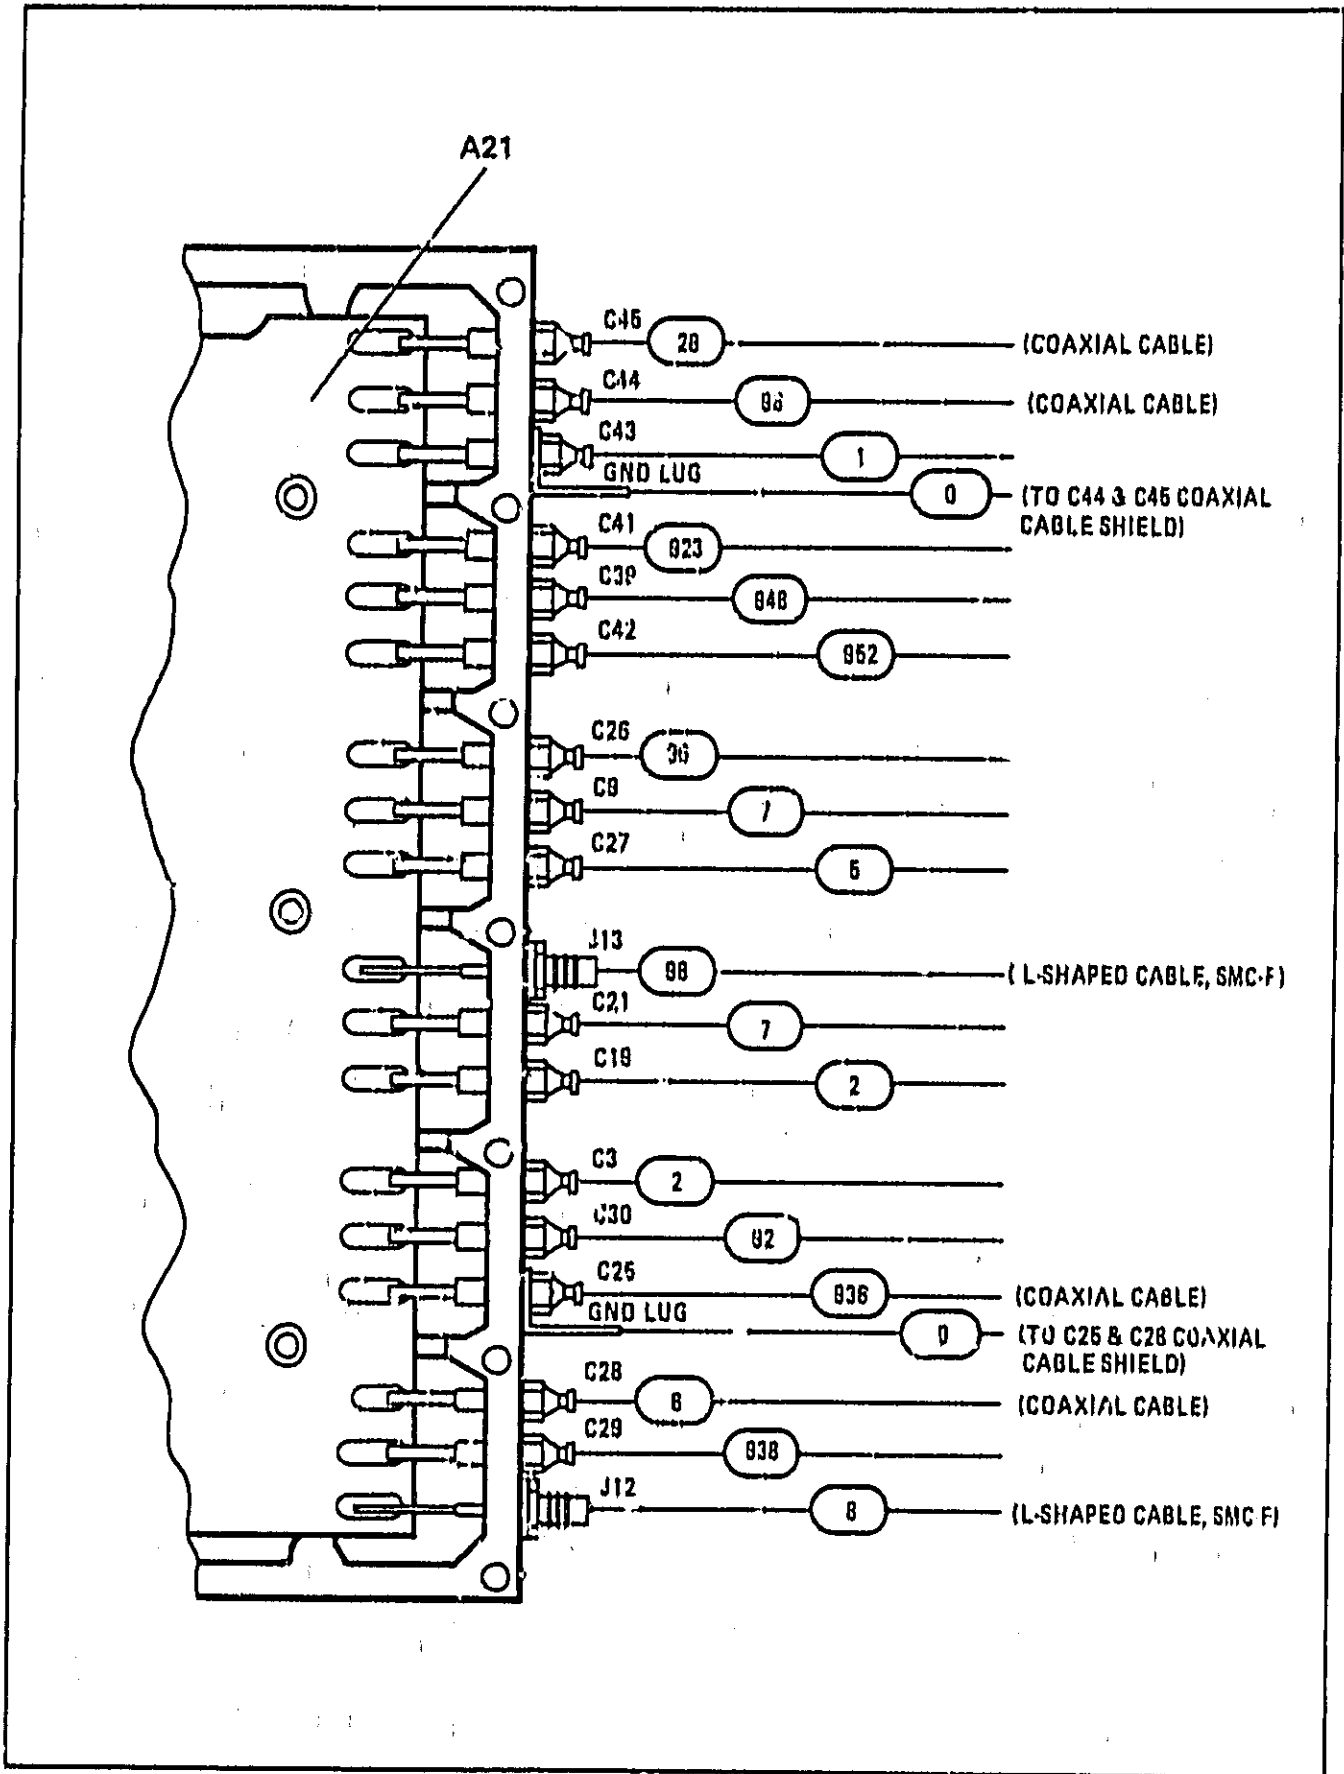 A21
C45
28
(COAXIAL CABLE)
C44
(COAXIAL CABLE)
C43
1
GND LUG
0
(TO C44 & C45 COAXIAL
CABLE SHIELD)
C41
923
C39
948
C42
952
C26
96
C9
7
C27
5
J13
98
(L-SHAPED CABLE, SMC-F)
C21
7
C19
2
C3
2
C30
92
C25
936
(COAXIAL CABLE)
GND LUG
0
(TO C25 & C28 COAXIAL
CABLE SHIELD)
C28
(COAXIAL CABLE)
C29
938
J12
8
(L-SHAPED CABLE, SMC-F)